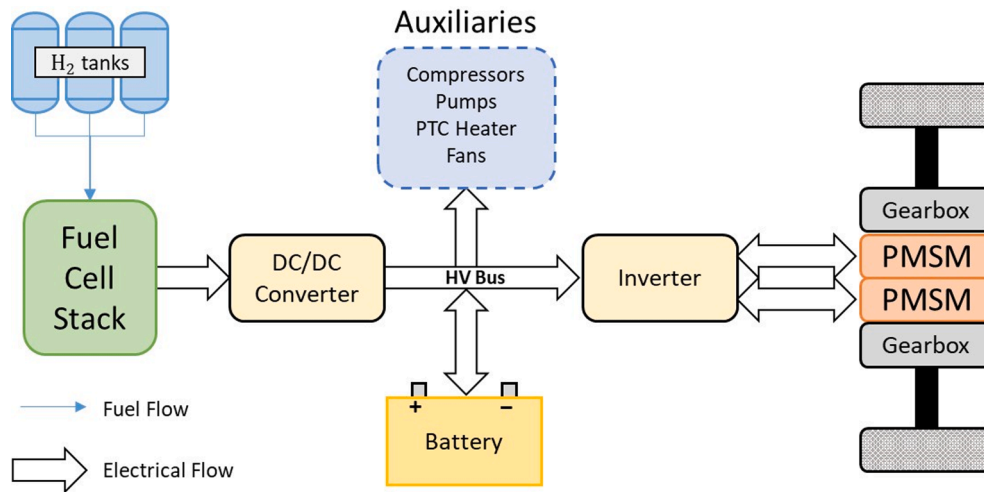 Auxiliaries
H₂ tanks
Compressors
Pumps
PTC Heater
Fans
Fuel
Cell
Stack
DC/DC
Converter
HV Bus
Inverter
Gearbox
PMSM
PMSM
Gearbox
+ −
Battery
Fuel Flow
Electrical Flow